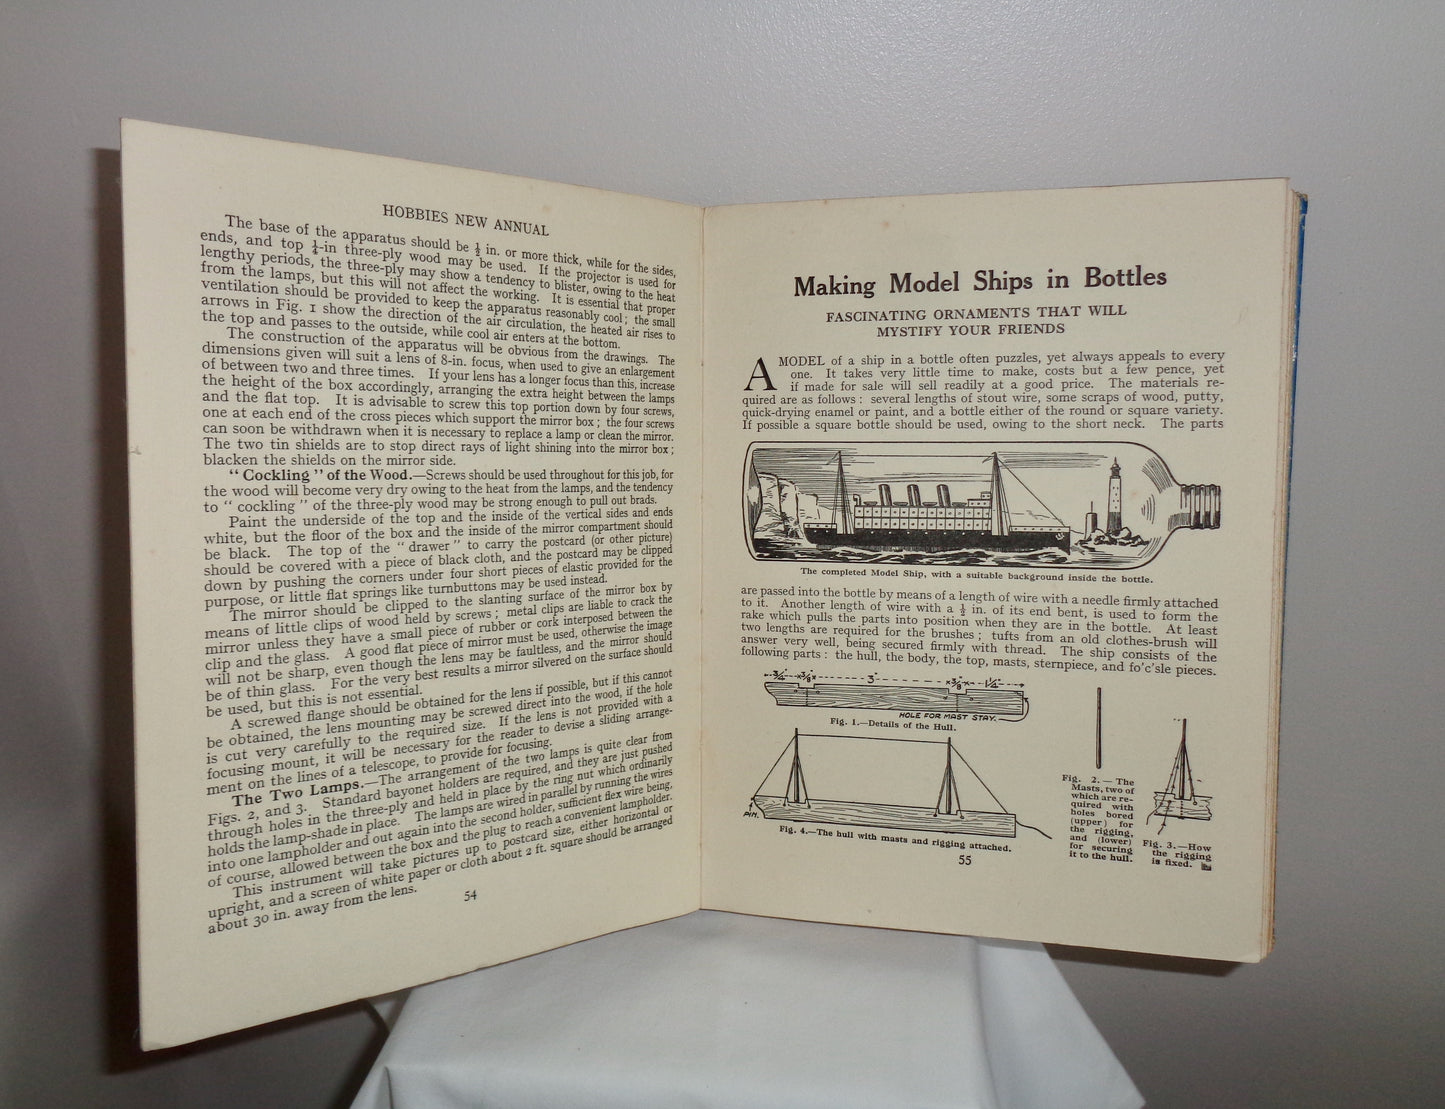 HOBBIES NEW ANNUAL
The base of the apparatus should be ½ in. or more thick, while for the sides,
ends, and top ¼-in three-ply wood may be used. If the projector is used for
lengthy periods, the three-ply may show a tendency to blister, owing to the heat
from the lamps, but this will not affect the working. It is essential that proper
ventilation should be provided to keep the apparatus reasonably cool; the small
arrows in Fig. 1 show the direction of the air circulation, the heated air rises to
the top and passes to the outside, while cool air enters at the bottom.
The construction of the apparatus will be obvious from the drawings. The
dimensions given will suit a lens of 8-in. focus, when used to give an enlargement
of between two and three times. If your lens has a longer focus than this, increase
the height of the box accordingly, arranging the extra height between the lamps
and the flat top. It is advisable to screw this top portion down by four screws,
one at each end of the cross pieces which support the mirror box; the four screws
can soon be withdrawn when it is necessary to replace a lamp or clean the mirror.
The two tin shields are to stop direct rays of light shining into the mirror box;
blacken the shields on the mirror side.
"Cockling" of the Wood.—Screws should be used throughout for this job, for
the wood will become very dry owing to the heat from the lamps, and the tendency
to "cockling" of the three-ply wood may be strong enough to pull out brads.
Paint the underside of the top and the inside of the vertical sides and ends
white, but the floor of the box and the inside of the mirror compartment should
be black. The top of the "drawer" to carry the postcard (or other picture)
should be covered with a piece of black cloth, and the postcard may be clipped
down by pushing the corners under four short pieces of elastic provided for the
purpose, or little flat springs like turnbuttons may be used instead.
The mirror should be clipped to the slanting surface of the mirror box by
means of little clips of wood held by screws; metal clips are liable to crack the
mirror unless they have a small piece of rubber or cork interposed between the
clip and the glass. A good flat piece of mirror must be used, otherwise the image
will not be sharp, even though the lens may be faultless, and the mirror should
be of thin glass. For the very best results a mirror silvered on the surface should
be used, but this is not essential.
A screwed flange should be obtained for the lens if possible, but if this cannot
be obtained, the lens mounting may be screwed direct into the wood, if the hole
is cut very carefully to the required size. If the lens is not provided with a
focusing mount, it will be necessary for the reader to devise a sliding arrange-
ment on the lines of a telescope, to provide for focusing.
The Two Lamps.—The arrangement of the two lamps is quite clear from
Figs. 2, and 3. Standard bayonet holders are required, and they are just pushed
through holes in the three-ply and held in place by the ring nut which ordinarily
holds the lamp-shade in place. The lamps are wired in parallel by running the wires
into one lampholder and out again into the second holder, sufficient flex wire being,
of course, allowed between the box and the plug to reach a convenient lampholder.
This instrument will take pictures up to postcard size, either horizontal or
upright, and a screen of white paper or cloth about 2 ft. square should be arranged
about 30 in. away from the lens.
54
Making Model Ships in Bottles
FASCINATING ORNAMENTS THAT WILL
MYSTIFY YOUR FRIENDS
A MODEL of a ship in a bottle often puzzles, yet always appeals to every
one. It takes very little time to make, costs but a few pence, yet
if made for sale will sell readily at a good price. The materials re-
quired are as follows: several lengths of stout wire, some scraps of wood, putty,
quick-drying enamel or paint, and a bottle either of the round or square variety.
If possible a square bottle should be used, owing to the short neck. The parts
The completed Model Ship, with a suitable background inside the bottle.
are passed into the bottle by means of a length of wire with a needle firmly attached
to it. Another length of wire with a ½ in. of its end bent, is used to form the
rake which pulls the parts into position when they are in the bottle. At least
two lengths are required for the brushes; tufts from an old clothes-brush will
answer very well, being secured firmly with thread. The ship consists of the
following parts: the hull, the body, the top, masts, sternpiece, and fo'c'sle pieces.
¾" ⅜" 3" ⅜" 1¼"
HOLE FOR MAST STAY.
Fig. 1.—Details of the Hull.
PIN.
Fig. 4.—The hull with masts and rigging attached.
Fig. 2.—The
Masts, two of
which are re-
quired with
holes bored
(upper) for
the rigging,
and (lower)
for securing
it to the hull.
Fig. 3.—How
the rigging
is fixed.
55